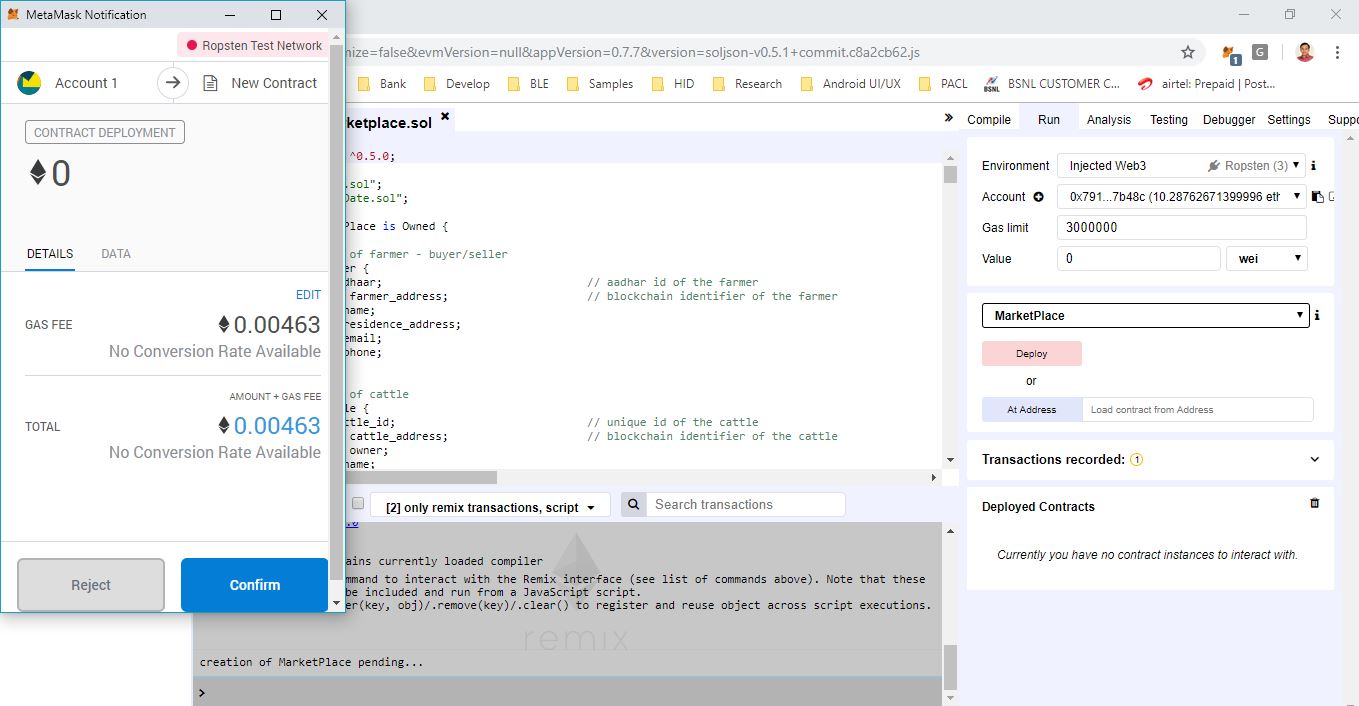 MetaMask Notification
Ropsten Test Network
Account 1
New Contract
CONTRACT DEPLOYMENT
0
DETAILS DATA
EDIT
GAS FEE 0.00463
No Conversion Rate Available
AMOUNT + GAS FEE
TOTAL 0.00463
No Conversion Rate Available
Reject Confirm
mize=false&evmVersion=null&appVersion=0.7.7&version=soljson-v0.5.1+commit.c8a2cb62.js
1
G
Bank Develop BLE Samples HID Research Android UI/UX PACL BSNL CUSTOMER C... airtel: Prepaid | Post...
BSNL
ketplace.sol
^0.5.0;
.sol";
Date.sol";
Place is Owned {
of farmer - buyer/seller
er {
dhaar; // aadhar id of the farmer
farmer_address; // blockchain identifier of the farmer
name;
residence_address;
email;
phone;
of cattle
le {
ttle_id; // unique id of the cattle
cattle_address; // blockchain identifier of the cattle
owner;
name;
[2] only remix transactions, script
Search transactions
.0
ains currently loaded compiler
mmand to interact with the Remix interface (see list of commands above). Note that these
be included and run from a JavaScript script.
er(key, obj)/.remove(key)/.clear() to register and reuse object across script executions.
remix
creation of MarketPlace pending...
>
» Compile Run Analysis Testing Debugger Settings Suppo
Environment Injected Web3 Ropsten (3) i
Account 0x791...7b48c (10.28762671399996 eth
Gas limit 3000000
Value 0 wei
MarketPlace i
Deploy
or
At Address Load contract from Address
Transactions recorded: 1
Deployed Contracts
Currently you have no contract instances to interact with.